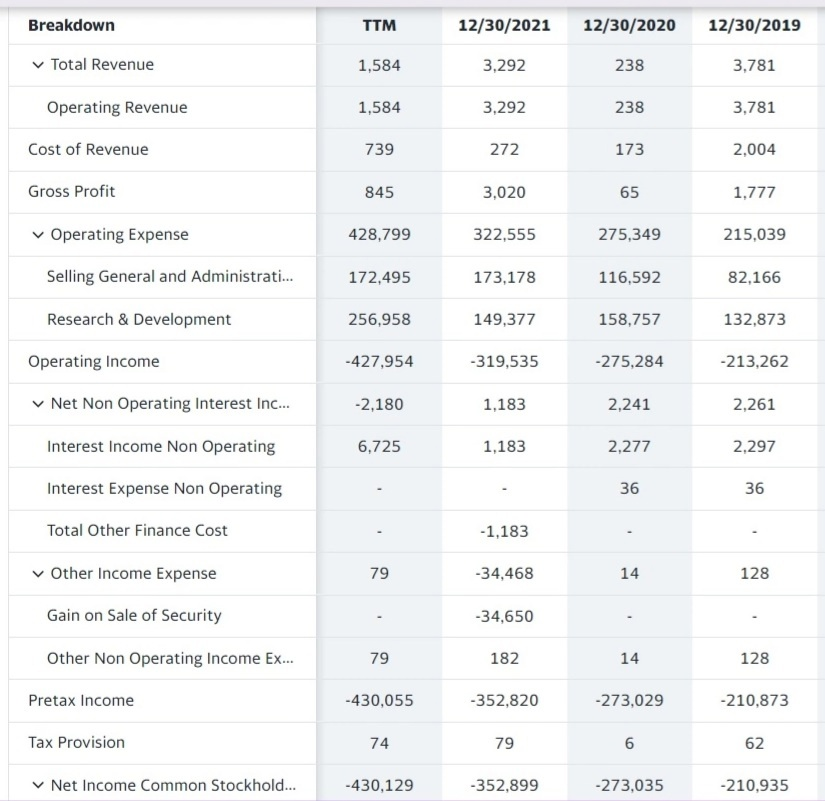 Breakdown TTM 12/30/2021 12/30/2020 12/30/2019
Total Revenue 1,584 3,292 238 3,781
Operating Revenue 1,584 3,292 238 3,781
Cost of Revenue 739 272 173 2,004
Gross Profit 845 3,020 65 1,777
Operating Expense 428,799 322,555 275,349 215,039
Selling General and Administrati... 172,495 173,178 116,592 82,166
Research & Development 256,958 149,377 158,757 132,873
Operating Income -427,954 -319,535 -275,284 -213,262
Net Non Operating Interest Inc... -2,180 1,183 2,241 2,261
Interest Income Non Operating 6,725 1,183 2,277 2,297
Interest Expense Non Operating - - 36 36
Total Other Finance Cost - -1,183 - -
Other Income Expense 79 -34,468 14 128
Gain on Sale of Security - -34,650 - -
Other Non Operating Income Ex... 79 182 14 128
Pretax Income -430,055 -352,820 -273,029 -210,873
Tax Provision 74 79 6 62
Net Income Common Stockhold... -430,129 -352,899 -273,035 -210,935